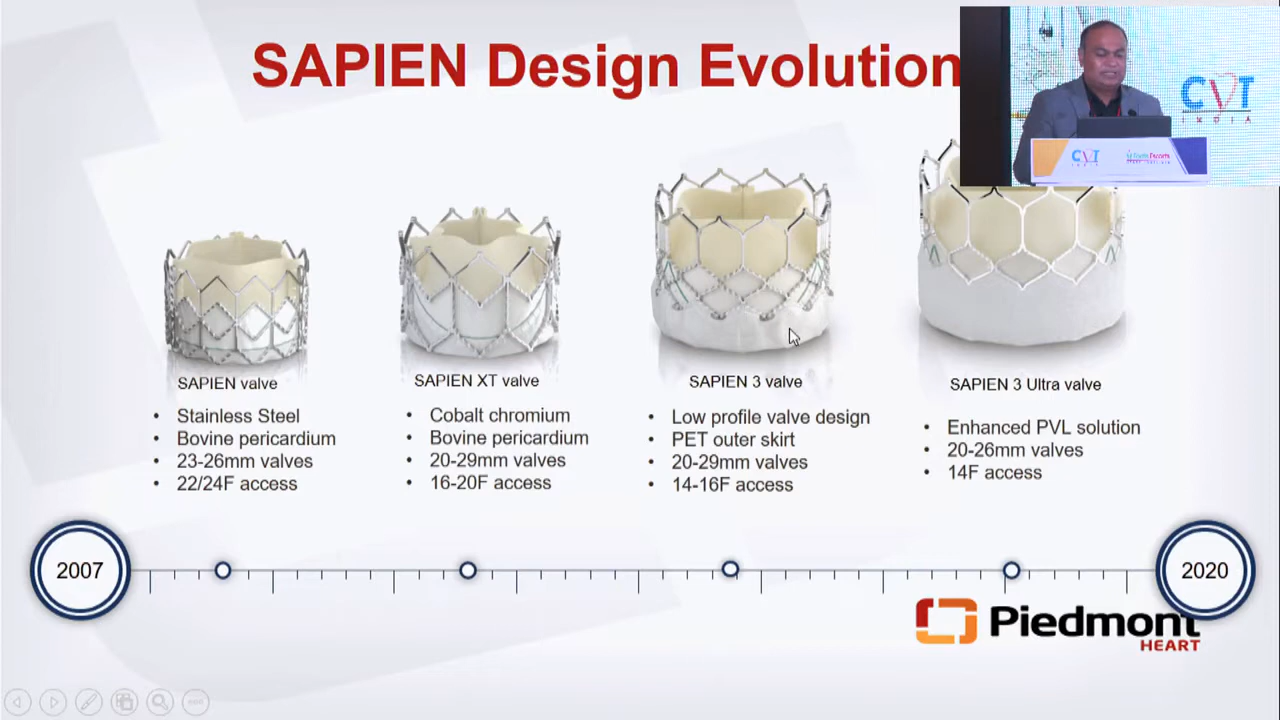 SAPIEN Design Evolution
CVT
INDIA
CVT
INDIA
SAPIEN valve
• Stainless Steel
• Bovine pericardium
• 23-26mm valves
• 22/24F access
SAPIEN XT valve
• Cobalt chromium
• Bovine pericardium
• 20-29mm valves
• 16-20F access
SAPIEN 3 valve
• Low profile valve design
• PET outer skirt
• 20-29mm valves
• 14-16F access
SAPIEN 3 Ultra valve
• Enhanced PVL solution
• 20-26mm valves
• 14F access
2007
2020
Piedmont
HEART